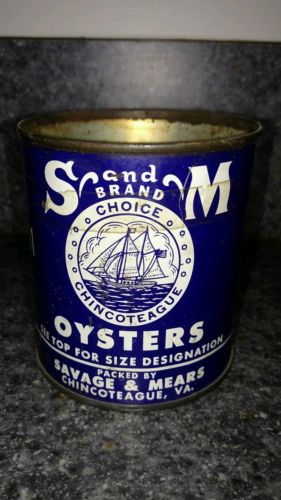 S and M
BRAND
CHOICE
CHINCOTEAGUE
OYSTERS
SEE TOP FOR SIZE DESIGNATION
PACKED BY
SAVAGE & MEARS
CHINCOTEAGUE, VA.